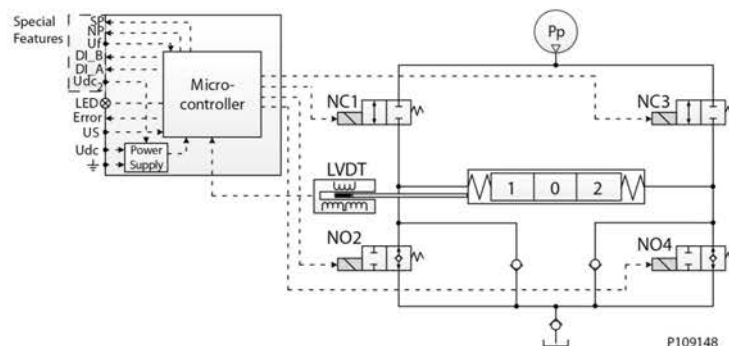 Special
Features
SP
NP
Uf
DI_B
DI_A
Udc2
LED
Error
US
Udc
Micro-
controller
Power
Supply
Pp
NC1
NC3
LVDT
1 0 2
NO2
NO4
P109148